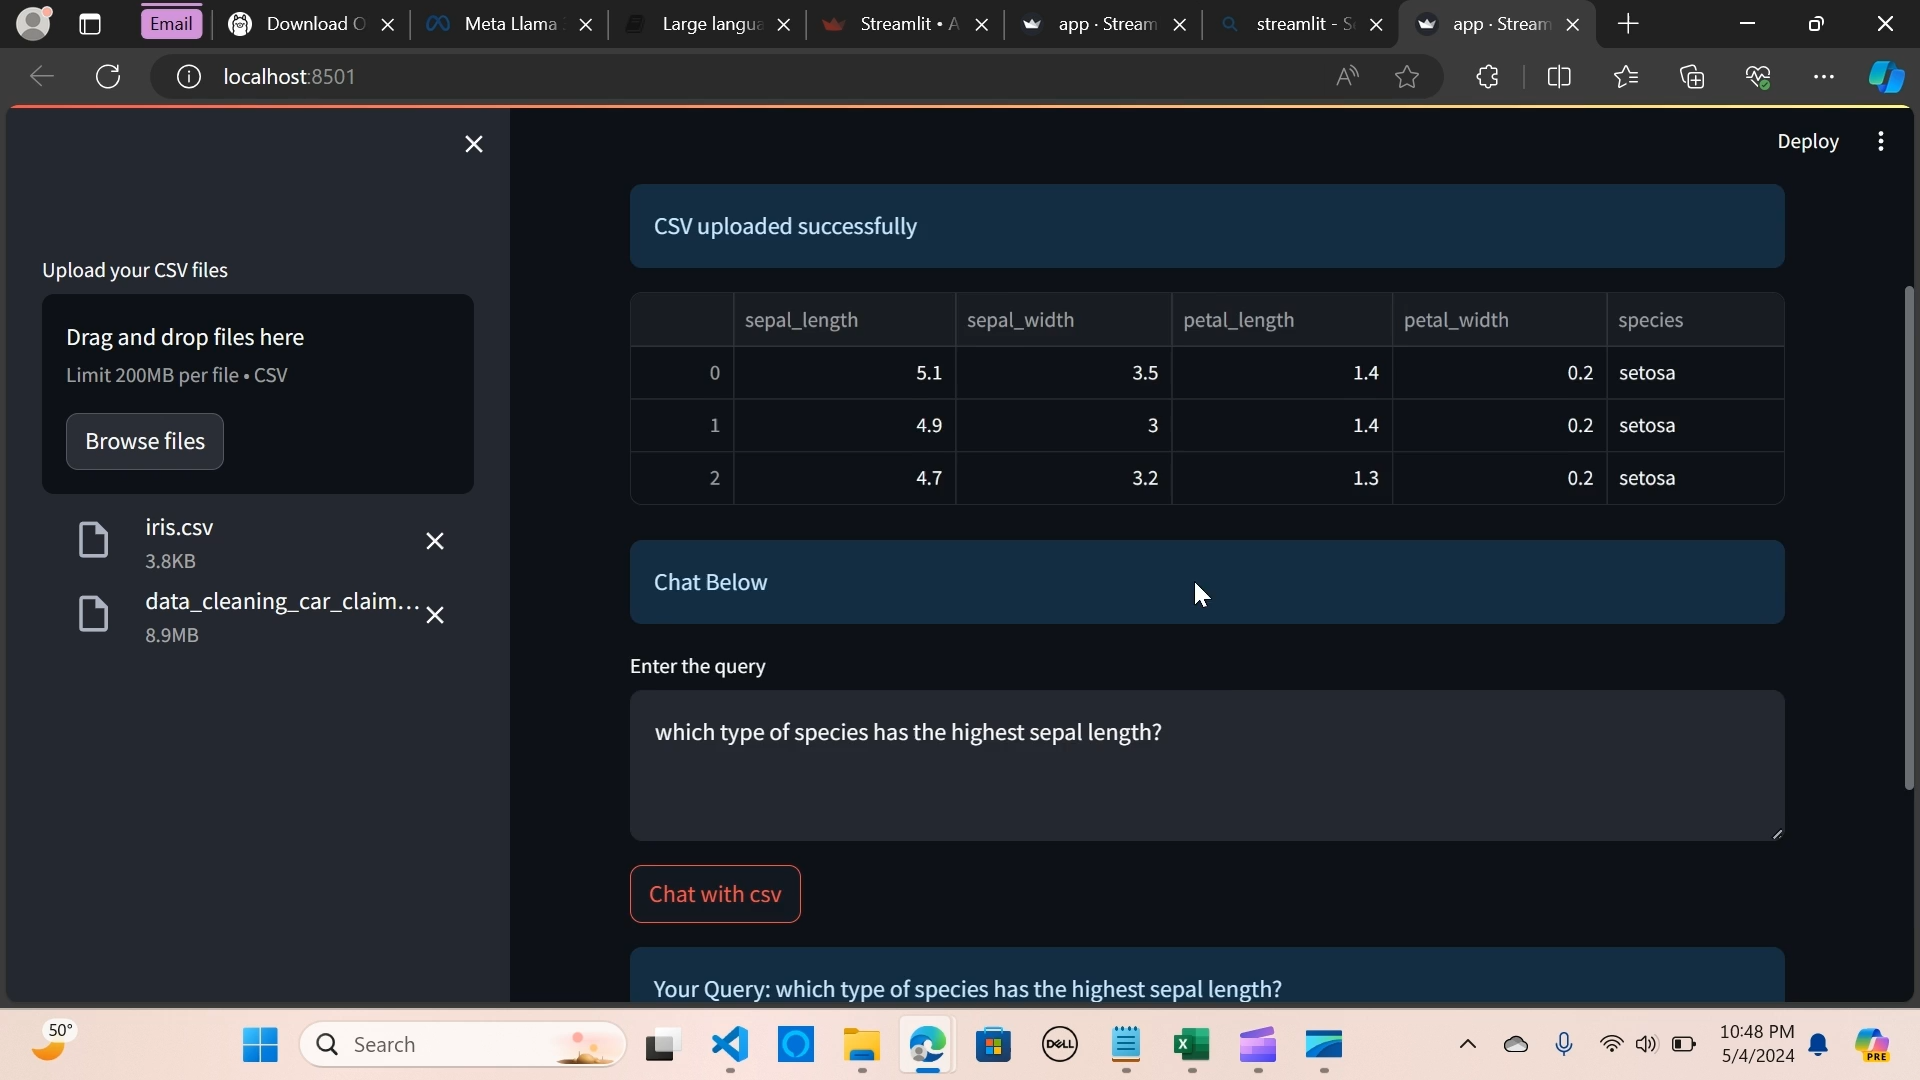 Email
Download O
Meta Llama
Large langua
Streamlit • A
app · Stream
streamlit - S
app · Stream
localhost:8501
Deploy
CSV uploaded successfully
Upload your CSV files
Drag and drop files here
Limit 200MB per file • CSV
Browse files
iris.csv
3.8KB
data_cleaning_car_claim...
8.9MB
sepal_length sepal_width petal_length petal_width species
0 5.1 3.5 1.4 0.2 setosa
1 4.9 3 1.4 0.2 setosa
2 4.7 3.2 1.3 0.2 setosa
Chat Below
Enter the query
which type of species has the highest sepal length?
Chat with csv
Your Query: which type of species has the highest sepal length?
50°
Search
DELL
10:48 PM
5/4/2024
PRE